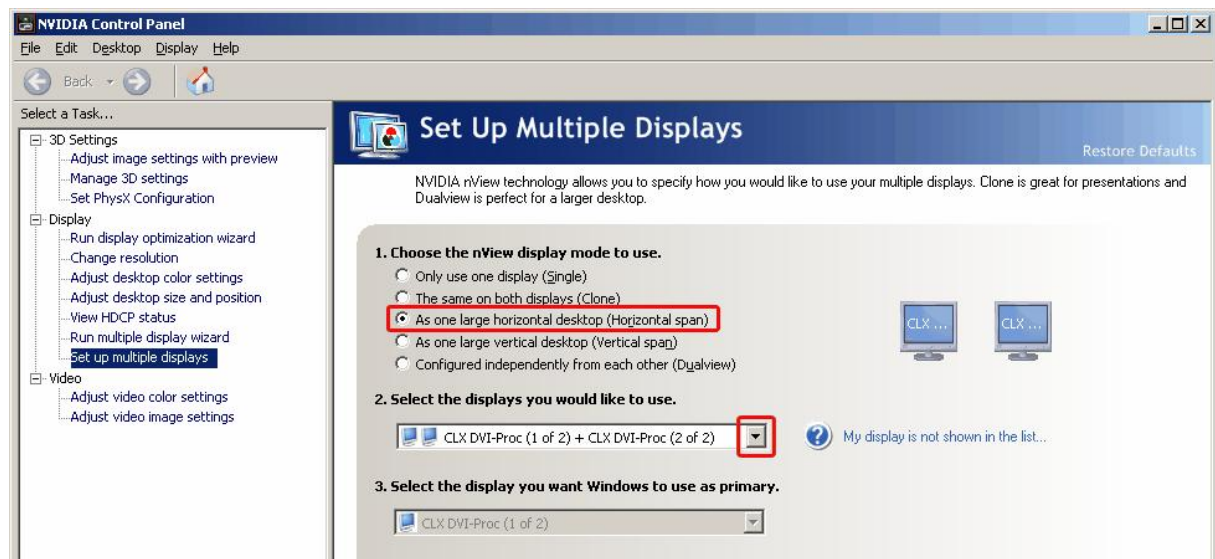 NVIDIA Control Panel
File Edit Desktop Display Help
Back
Select a Task...
3D Settings
Adjust image settings with preview
Manage 3D settings
Set PhysX Configuration
Display
Run display optimization wizard
Change resolution
Adjust desktop color settings
Adjust desktop size and position
View HDCP status
Run multiple display wizard
Set up multiple displays
Video
Adjust video color settings
Adjust video image settings
Set Up Multiple Displays
Restore Defaults
NVIDIA nView technology allows you to specify how you would like to use your multiple displays. Clone is great for presentations and
Dualview is perfect for a larger desktop.
1. Choose the nView display mode to use.
Only use one display (Single)
The same on both displays (Clone)
As one large horizontal desktop (Horizontal span)
As one large vertical desktop (Vertical span)
Configured independently from each other (Dualview)
CLX ... CLX ...
2. Select the displays you would like to use.
CLX DVI-Proc (1 of 2) + CLX DVI-Proc (2 of 2)
My display is not shown in the list...
3. Select the display you want Windows to use as primary.
CLX DVI-Proc (1 of 2)